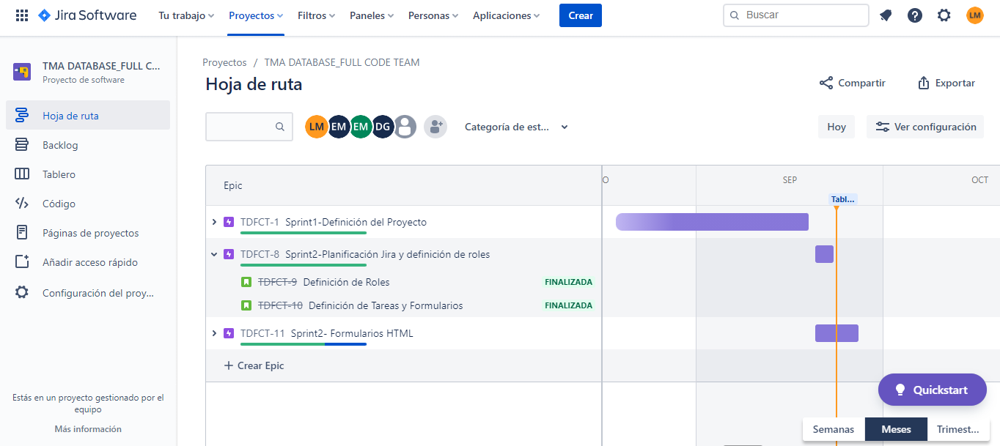 Jira Software Tu trabajo Proyectos Filtros Paneles Personas Aplicaciones Crear Buscar LM
TMA DATABASE_FULL C...
Proyecto de software
Hoja de ruta
Backlog
Tablero
Código
Páginas de proyectos
Añadir acceso rápido
Configuración del proy...
Estás en un proyecto gestionado por el
equipo
Más información
Proyectos / TMA DATABASE_FULL CODE TEAM
Hoja de ruta
Compartir Exportar
LM EM EM DG Categoría de est... Hoy Ver configuración
Epic O SEP OCT
Tabl...
TDFCT-1 Sprint1-Definición del Proyecto
TDFCT-8 Sprint2-Planificación Jira y definición de roles
TDFCT-9 Definición de Roles FINALIZADA
TDFCT-10 Definición de Tareas y Formularios FINALIZADA
TDFCT-11 Sprint2- Formularios HTML
+ Crear Epic
Quickstart
Semanas Meses Trimest...